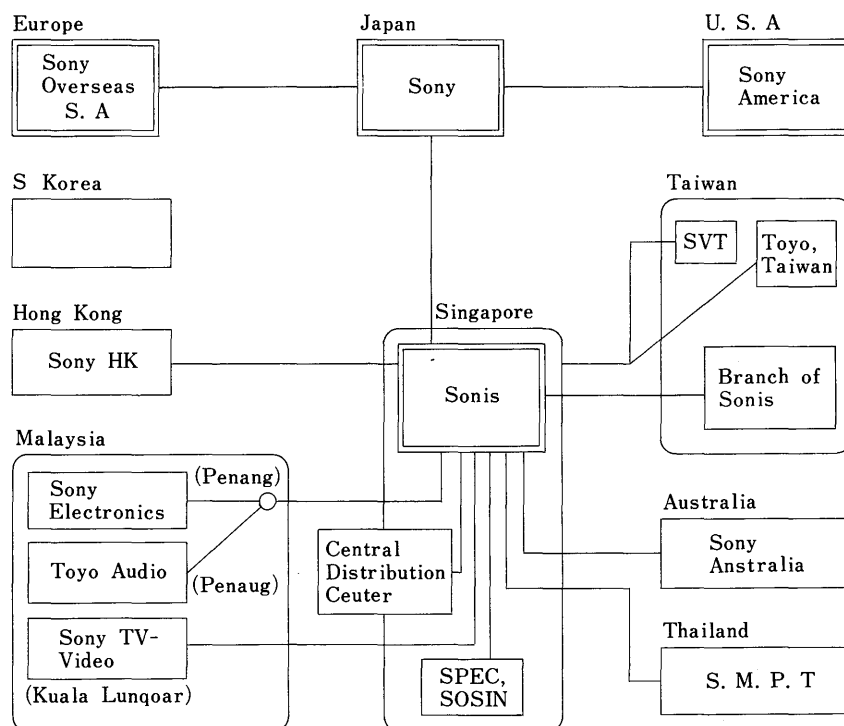 Europe
Sony
Overseas
S. A
Japan
Sony
U. S. A
Sony
America
S Korea
Taiwan
SVT
Toyo,
Taiwan
Branch of
Sonis
Hong Kong
Sony HK
Singapore
Sonis
Central
Distribution
Ceuter
SPEC,
SOSIN
Malaysia
(Penang)
Sony
Electronics
Toyo Audio
(Penaug)
Sony TV-
Video
(Kuala Lunqoar)
Australia
Sony
Anstralia
Thailand
S. M. P. T